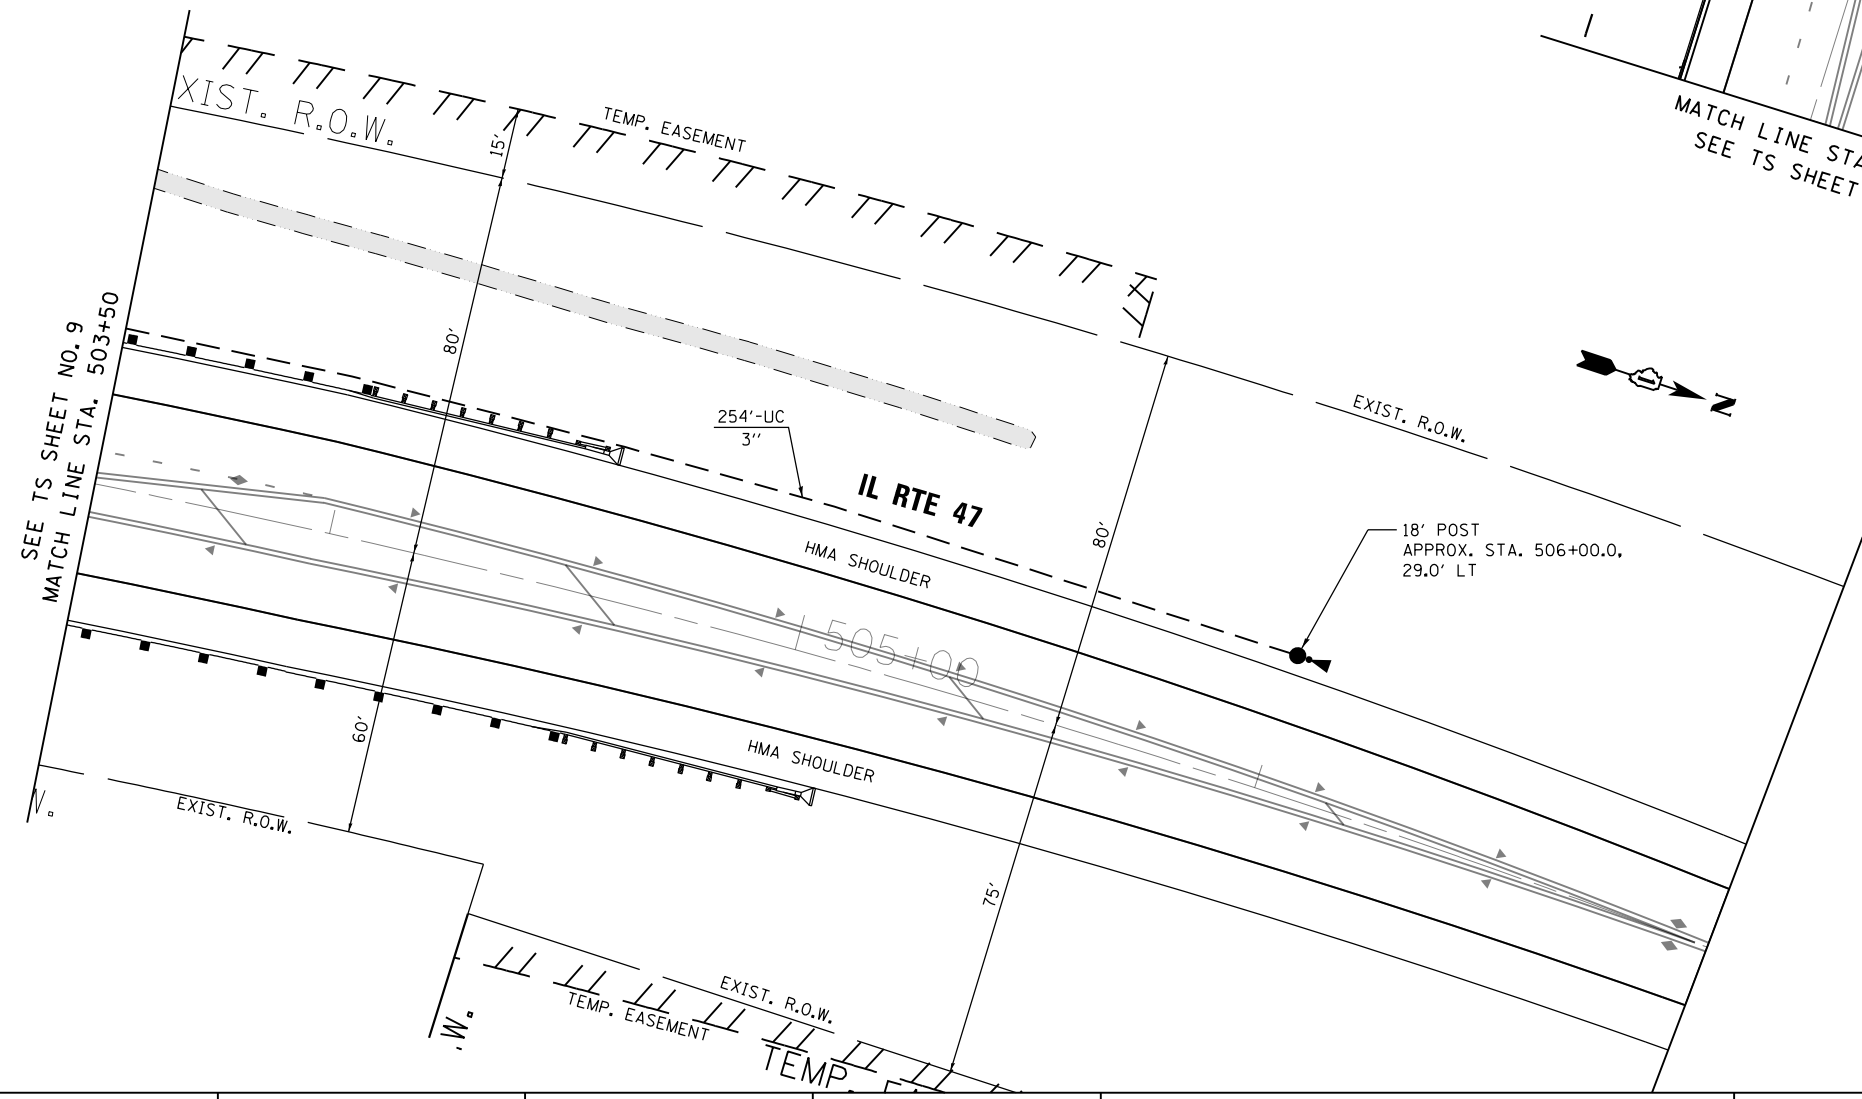 XIST. R.O.W.
TEMP. EASEMENT
15'
80'
MATCH LINE STA
SEE TS SHEET
SEE TS SHEET NO. 9
MATCH LINE STA. 503+50
254'-UC
3''
IL RTE 47
EXIST. R.O.W.
N
80'
18' POST
APPROX. STA. 506+00.0,
29.0' LT
HMA SHOULDER
505+00
60'
HMA SHOULDER
W.
EXIST. R.O.W.
75'
EXIST. R.O.W.
TEMP. EASEMENT
.W.
TEMP.